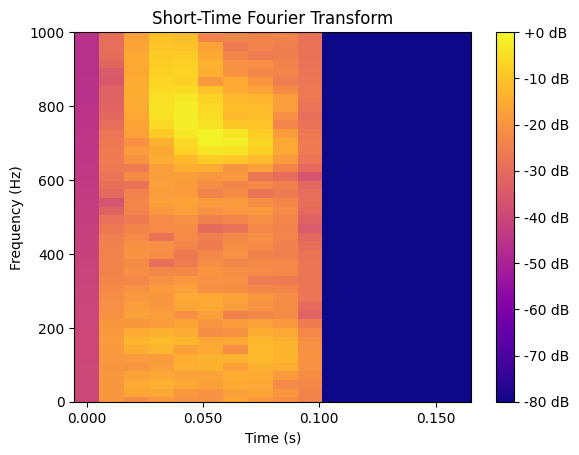 Short-Time Fourier Transform
Frequency (Hz)
1000
800
600
400
200
0
0.000
0.050
0.100
0.150
Time (s)
+0 dB
-10 dB
-20 dB
-30 dB
-40 dB
-50 dB
-60 dB
-70 dB
-80 dB